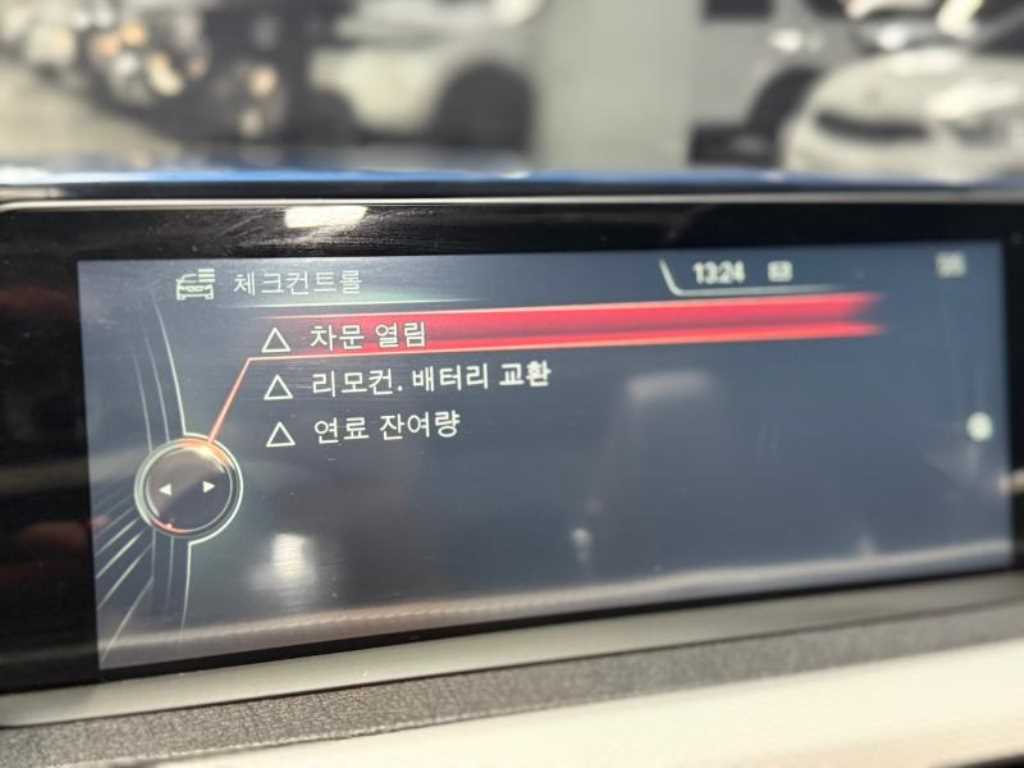 체크컨트롤
13:24
차문 열림
리모컨. 배터리 교환
연료 잔여량